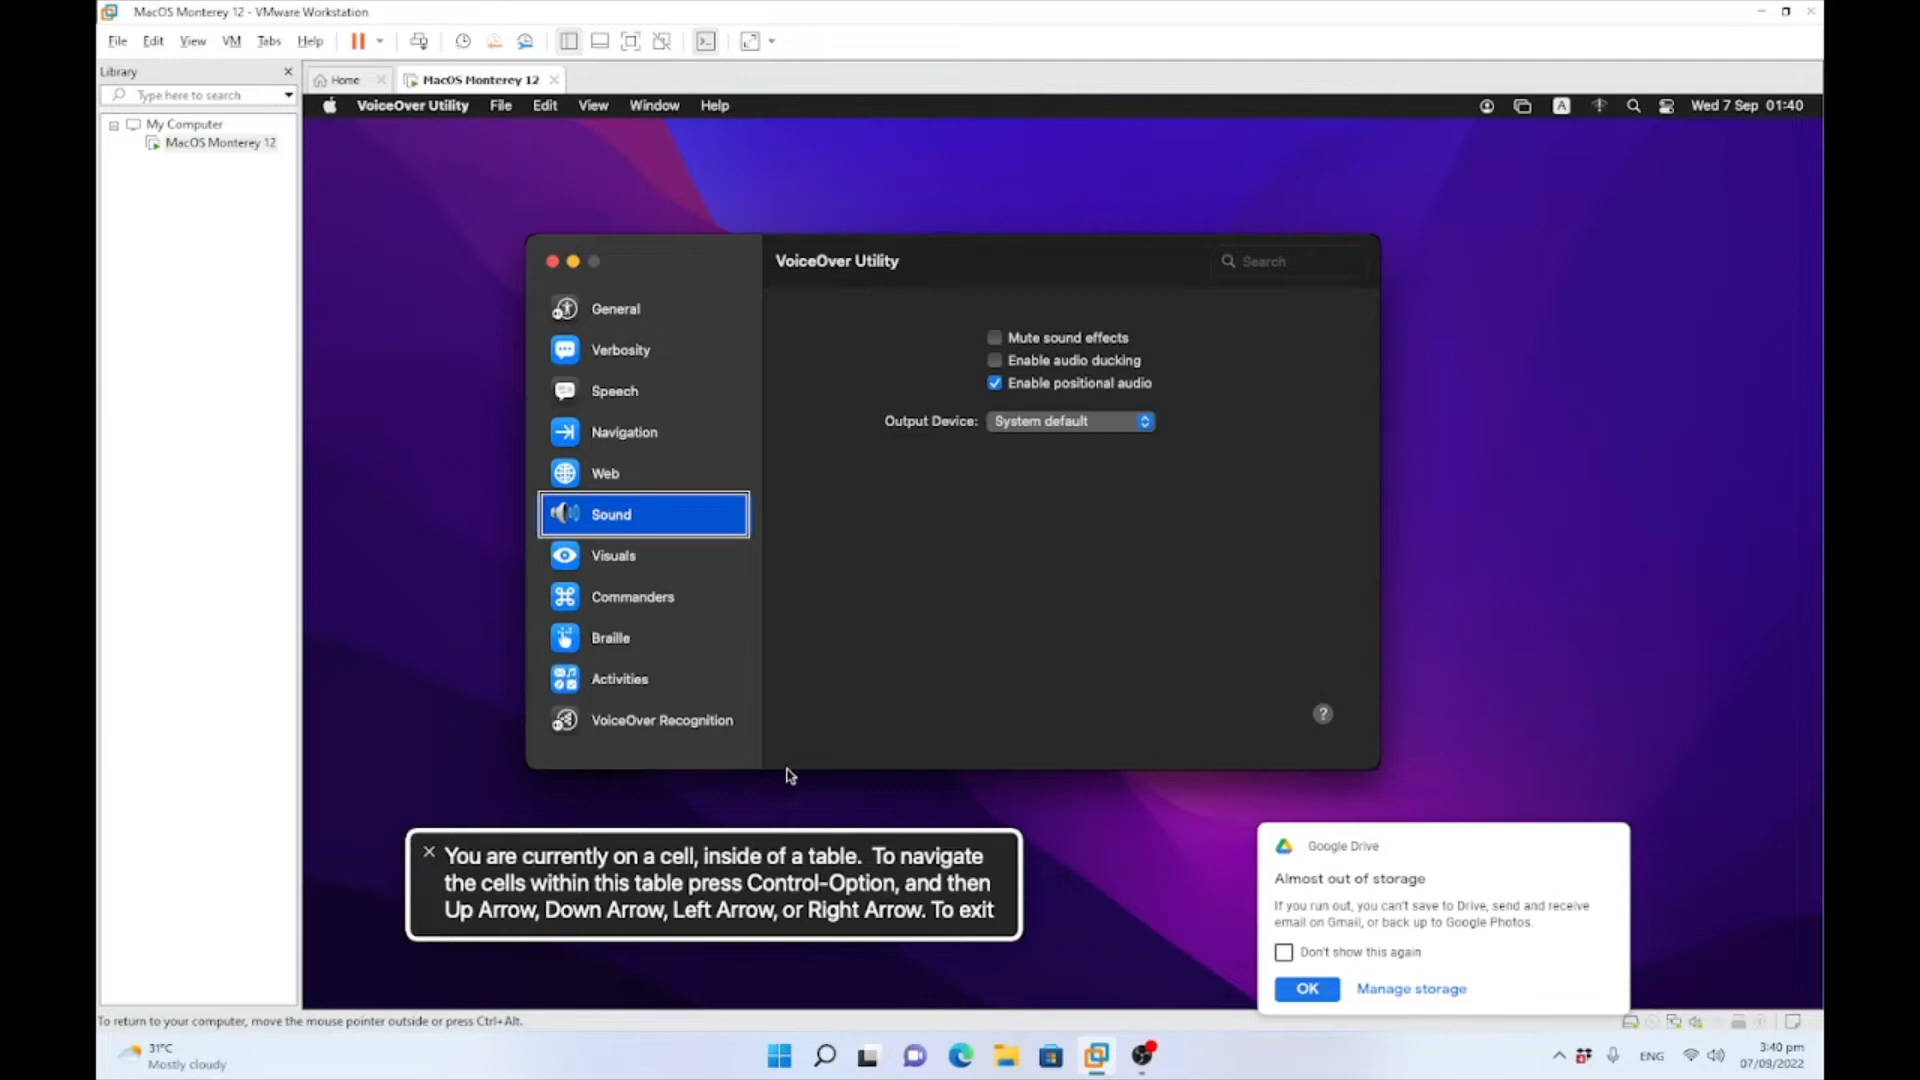 MacOS Monterey 12 - VMware Workstation
File Edit View VM Tabs Help
Library
Type here to search
My Computer
MacOS Monterey 12
Home
MacOS Monterey 12
VoiceOver Utility File Edit View Window Help
A
Wed 7 Sep 01:40
VoiceOver Utility
Search
General
Verbosity
Speech
Navigation
Web
Sound
Visuals
Commanders
Braille
Activities
VoiceOver Recognition
Mute sound effects
Enable audio ducking
Enable positional audio
Output Device: System default
?
You are currently on a cell, inside of a table. To navigate
the cells within this table press Control-Option, and then
Up Arrow, Down Arrow, Left Arrow, or Right Arrow. To exit
Google Drive
Almost out of storage
If you run out, you can't save to Drive, send and receive
email on Gmail, or back up to Google Photos.
Don't show this again
OK Manage storage
To return to your computer, move the mouse pointer outside or press Ctrl+Alt.
31°C
Mostly cloudy
ENG
3:40 pm
07/09/2022